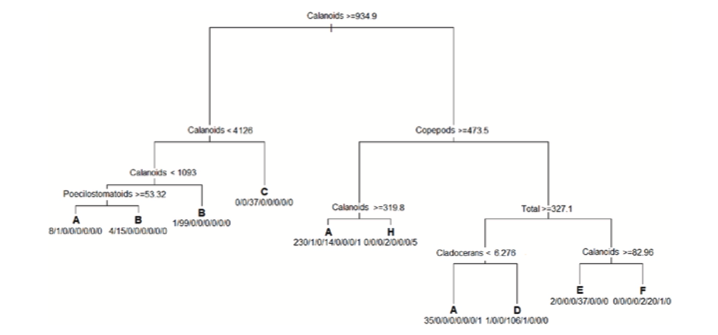 Calanoids >=934.9
Calanoids < 4126
Copepods >=473.5
Calanoids < 1093
Poecilostomatoids >=53.32
C
0/0/37/0/0/0/0/0
Calanoids >=319.8
Total >=327.1
A
8/1/0/0/0/0/0/0
B
4/15/0/0/0/0/0/0
B
1/99/0/0/0/0/0/0
A
230/1/0/14/0/0/0/1
H
0/0/0/2/0/0/0/5
Cladocerans < 6.276
Calanoids >=82.96
A
35/0/0/0/0/0/0/1
D
1/0/0/106/1/0/0/0
E
2/0/0/0/37/0/0/0
F
0/0/0/0/2/20/1/0